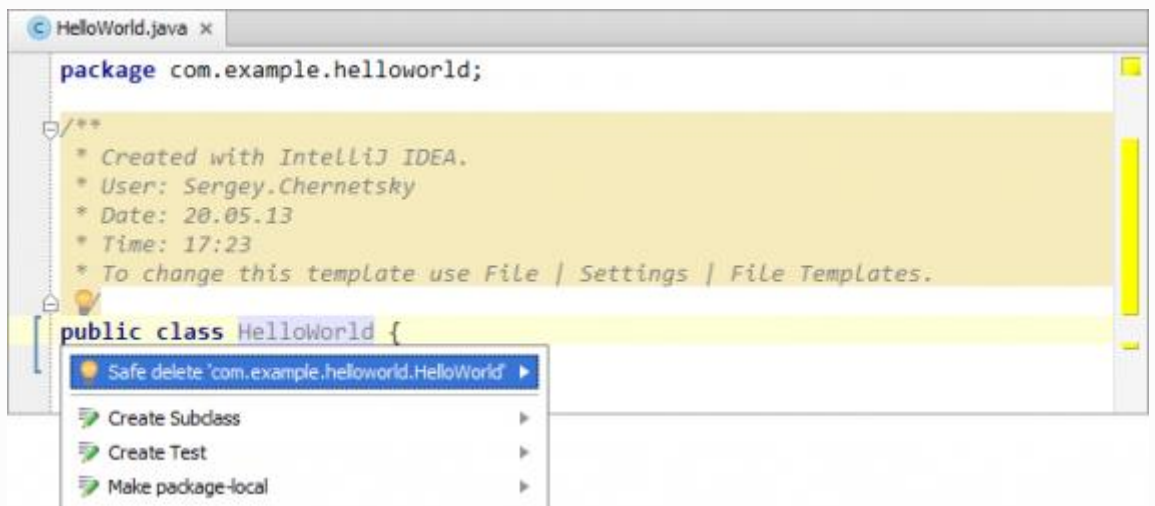 HelloWorld.java
package com.example.helloworld;
/**
* Created with IntelliJ IDEA.
* User: Sergey.Chernetsky
* Date: 20.05.13
* Time: 17:23
* To change this template use File | Settings | File Templates.
/
public class HelloWorld {
Safe delete 'com.example.helloworld.HelloWorld'
Create Subclass
Create Test
Make package-local